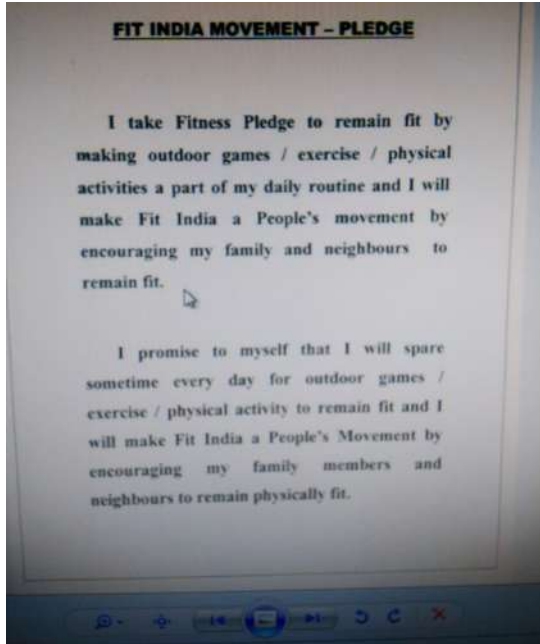 FIT INDIA MOVEMENT – PLEDGE
I take Fitness Pledge to remain fit by
making outdoor games / exercise / physical
activities a part of my daily routine and I will
make Fit India a People's movement by
encouraging my family and neighbours to
remain fit.
I promise to myself that I will spare
sometime every day for outdoor games /
exercise / physical activity to remain fit and I
will make Fit India a People's Movement by
encouraging my family members and
neighbours to remain physically fit.